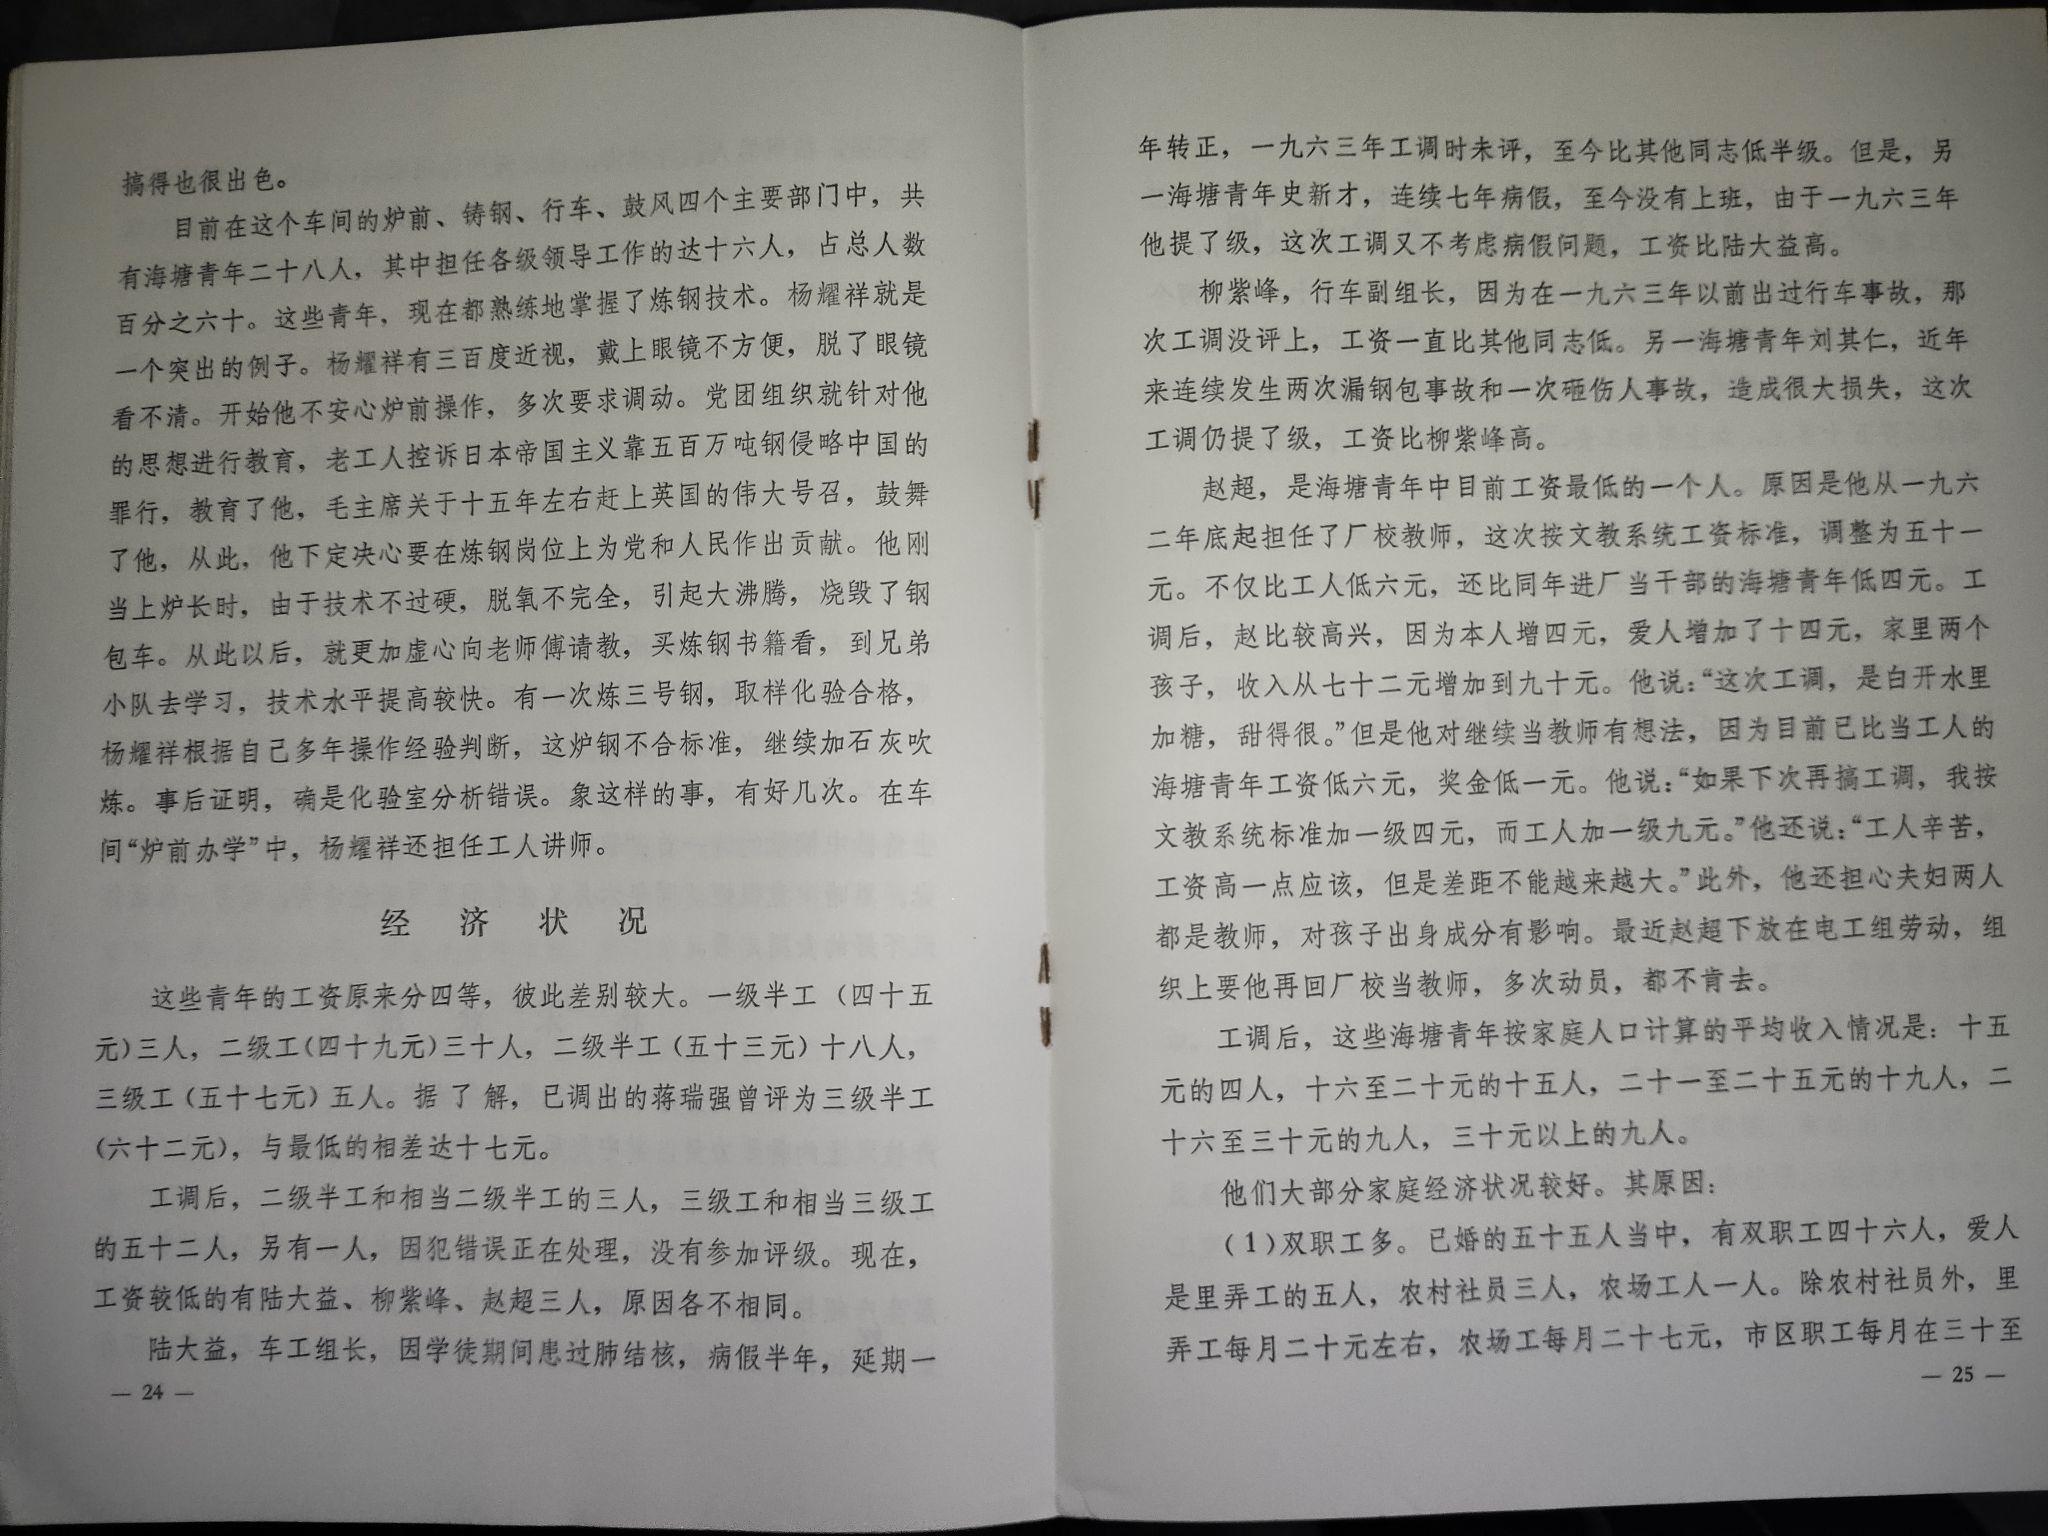 搞得也很出色。
目前在这个车间的炉前、铸钢、行车、鼓风四个主要部门中，共
有海塘青年二十八人，其中担任各级领导工作的达十六人，占总人数
百分之六十。这些青年，现在都熟练地掌握了炼钢技术。杨耀祥就是
一个突出的例子。杨耀祥有三百度近视，戴上眼镜不方便，脱了眼镜
看不清。开始他不安心炉前操作，多次要求调动。党团组织就针对他
的思想进行教育，老工人控诉日本帝国主义靠五百万吨钢侵略中国的
罪行，教育了他，毛主席关于十五年左右赶上英国的伟大号召，鼓舞
了他，从此，他下定决心要在炼钢岗位上为党和人民作出贡献。他刚
当上炉长时，由于技术不过硬，脱氧不完全，引起大沸腾，烧毁了钢
包车。从此以后，就更加虚心向老师傅请教，买炼钢书籍看，到兄弟
小队去学习，技术水平提高较快。有一次炼三号钢，取样化验合格，
杨耀祥根据自己多年操作经验判断，这炉钢不合标准，继续加石灰吹
炼。事后证明，确是化验室分析错误。象这样的事，有好几次。在车
间“炉前办学”中，杨耀祥还担任工人讲师。
经济状况
这些青年的工资原来分四等，彼此差别较大。一级半工（四十五
元）三人，二级工（四十九元）三十人，二级半工（五十三元）十八人，
三级工（五十七元）五人。据了解，已调出的蒋瑞强曾评为三级半工
（六十二元），与最低的相差达十七元。
工调后，二级半工和相当二级半工的三人，三级工和相当三级工
的五十二人，另有一人，因犯错误正在处理，没有参加评级。现在，
工资较低的有陆大益、柳紫峰、赵超三人，原因各不相同。
陆大益，车工组长，因学徒期间患过肺结核，病假半年，延期一
— 24 —
年转正，一九六三年工调时未评，至今比其他同志低半级。但是，另
一海塘青年史新才，连续七年病假，至今没有上班，由于一九六三年
他提了级，这次工调又不考虑病假问题，工资比陆大益高。
柳紫峰，行车副组长，因为在一九六三年以前出过行车事故，那
次工调没评上，工资一直比其他同志低。另一海塘青年刘其仁，近年
来连续发生两次漏钢包事故和一次砸伤人事故，造成很大损失，这次
工调仍提了级，工资比柳紫峰高。
赵超，是海塘青年中目前工资最低的一个人。原因是他从一九六
二年底起担任了厂校教师，这次按文教系统工资标准，调整为五十一
元。不仅比工人低六元，还比同年进厂当干部的海塘青年低四元。工
调后，赵比较高兴，因为本人增四元，爱人增加了十四元，家里两个
孩子，收入从七十二元增加到九十元。他说：“这次工调，是白开水里
加糖，甜得很。”但是他对继续当教师有想法，因为目前已比当工人的
海塘青年工资低六元，奖金低一元。他说：“如果下次再搞工调，我按
文教系统标准加一级四元，而工人加一级九元。”他还说：“工人辛苦，
工资高一点应该，但是差距不能越来越大。”此外，他还担心夫妇两人
都是教师，对孩子出身成分有影响。最近赵超下放在电工组劳动，组
织上要他再回厂校当教师，多次动员，都不肯去。
工调后，这些海塘青年按家庭人口计算的平均收入情况是：十五
元的四人，十六至二十元的十五人，二十一至二十五元的十九人，二
十六至三十元的九人，三十元以上的九人。
他们大部分家庭经济状况较好。其原因：
（1）双职工多。已婚的五十五人当中，有双职工四十六人，爱人
是里弄工的五人，农村社员三人，农场工人一人。除农村社员外，里
弄工每月二十元左右，农场工每月二十七元，市区职工每月在三十至
— 25 —